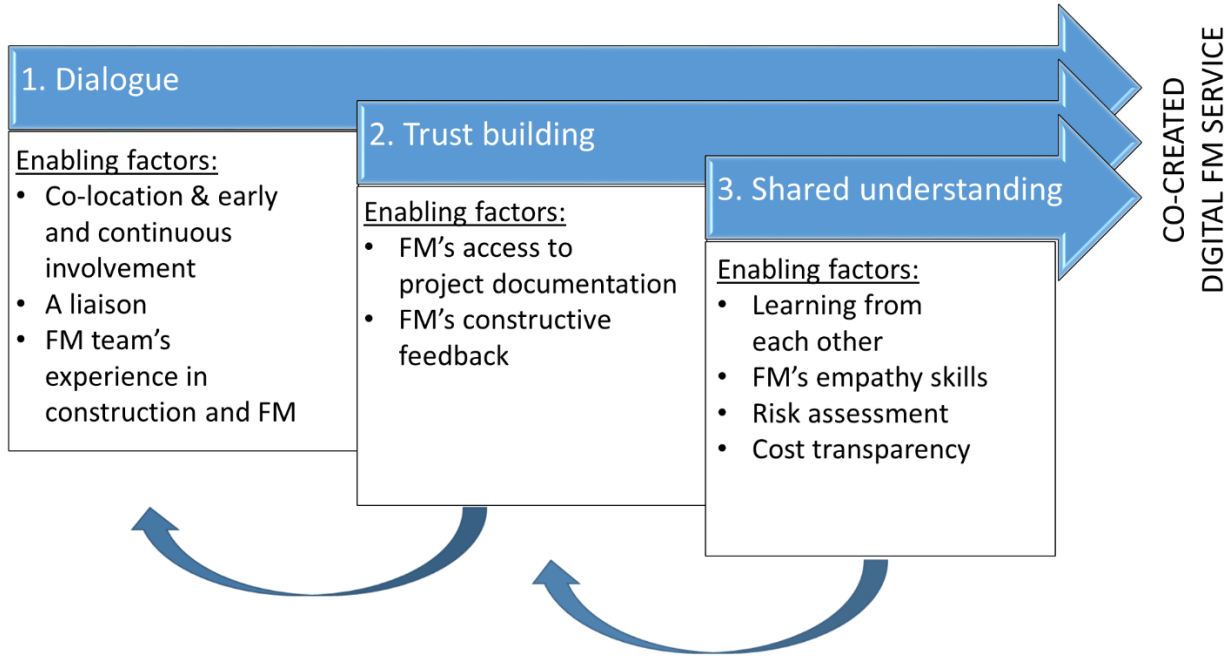 1. Dialogue
Enabling factors:
• Co-location & early
and continuous
involvement
• A liaison
• FM team’s
experience in
construction and FM
2. Trust building
Enabling factors:
• FM’s access to
project documentation
• FM’s constructive
feedback
3. Shared understanding
Enabling factors:
• Learning from
each other
• FM’s empathy skills
• Risk assessment
• Cost transparency
CO-CREATED
DIGITAL FM SERVICE